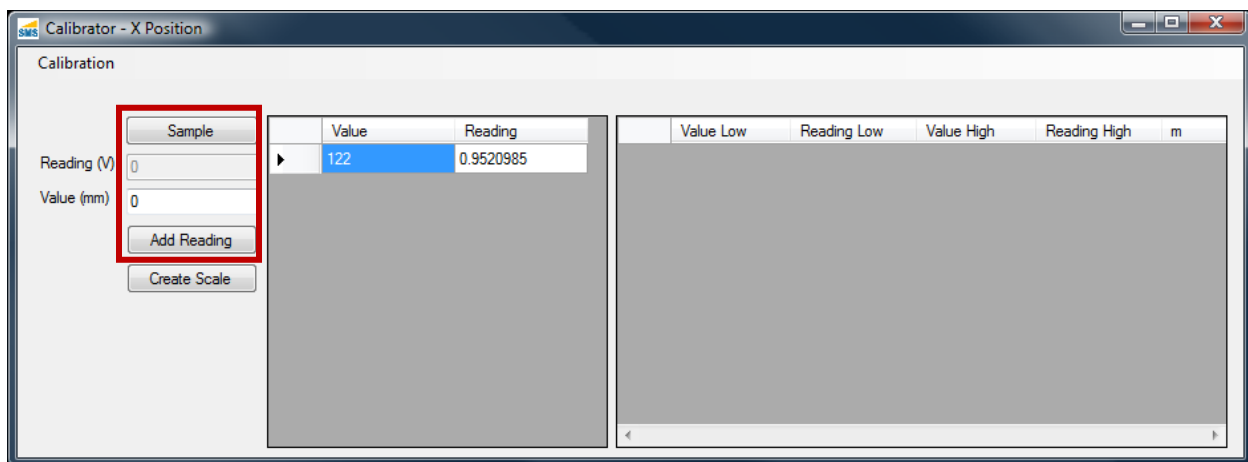 SMS Calibrator - X Position
Calibration
Sample
Reading (V) 0
Value (mm) 0
Add Reading
Create Scale
Value Reading
122 0.9520985
Value Low Reading Low Value High Reading High m